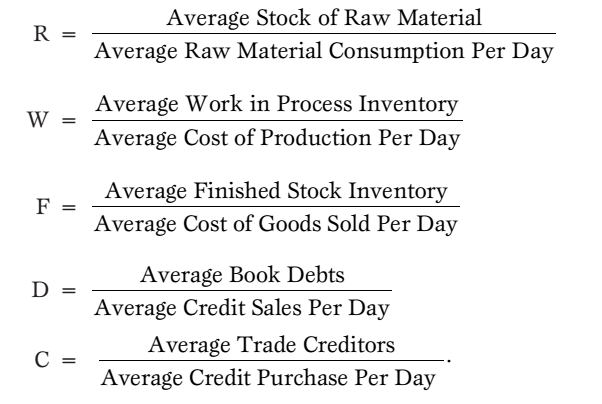 Average Stock of Raw Material
R =
Average Raw Material Consumption Per Day
Average Work in Process Inventory
W =
Average Cost of Production Per Day
Average Finished Stock Inventory
F =
Average Cost of Goods Sold Per Day
Average Book Debts
D =
Average Credit Sales Per Day
Average Trade Creditors
C = .
Average Credit Purchase Per Day